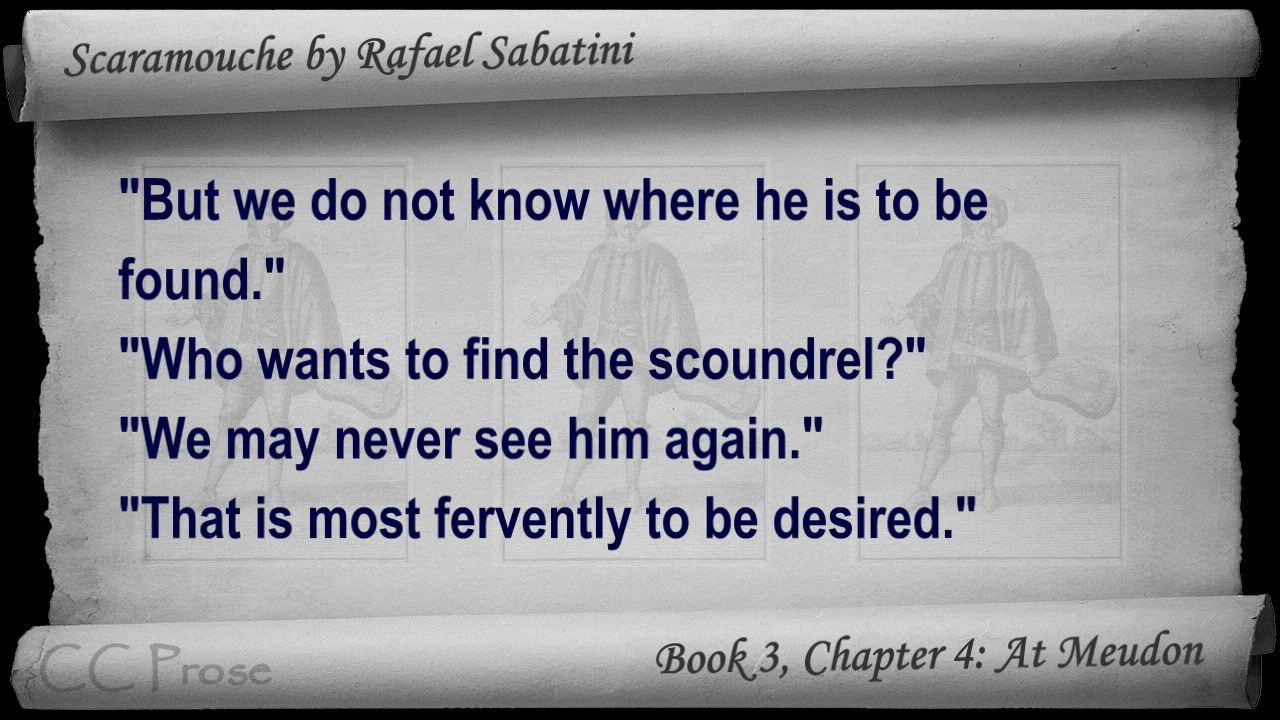 Scaramouche by Rafael Sabatini
"But we do not know where he is to be
found."
"Who wants to find the scoundrel?"
"We may never see him again."
"That is most fervently to be desired."
CC Prose
Book 3, Chapter 4: At Meudon